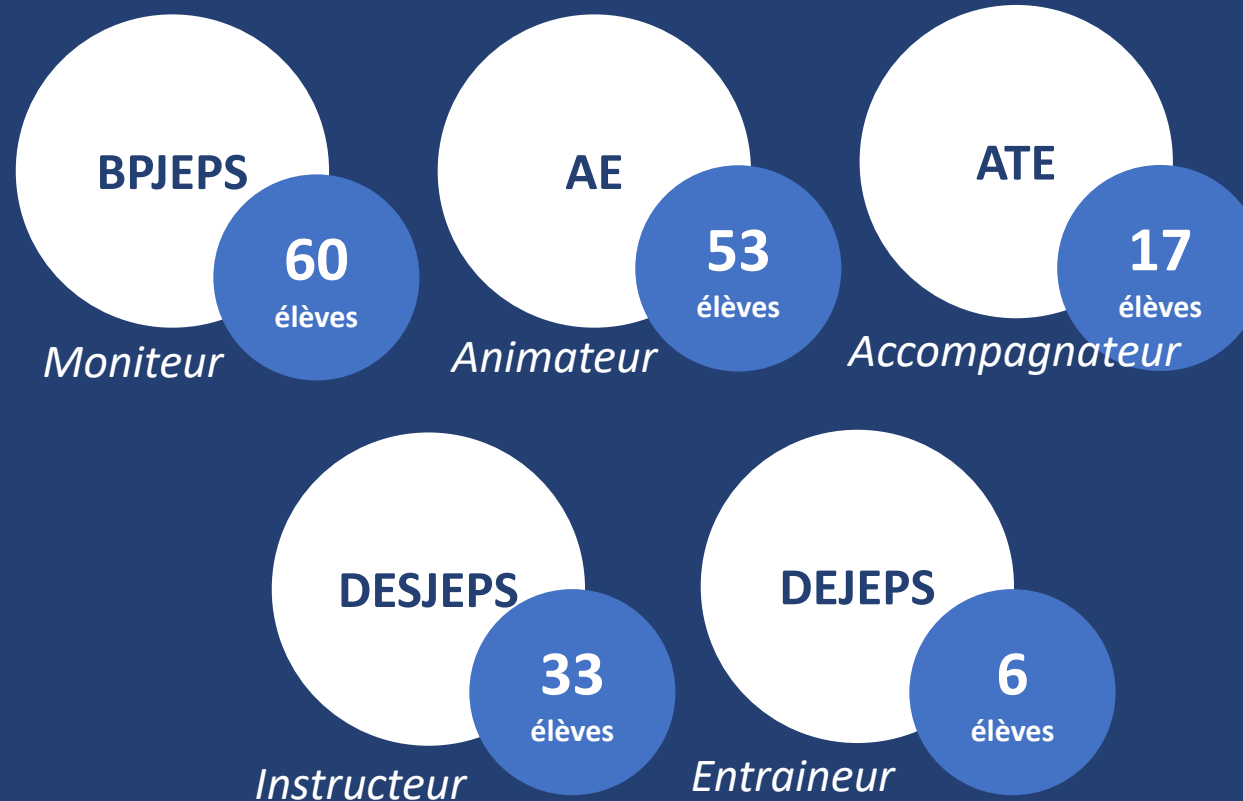 BPJEPS
60
élèves
Moniteur
AE
53
élèves
Animateur
ATE
17
élèves
Accompagnateur
DESJEPS
33
élèves
Instructeur
DEJEPS
6
élèves
Entraineur